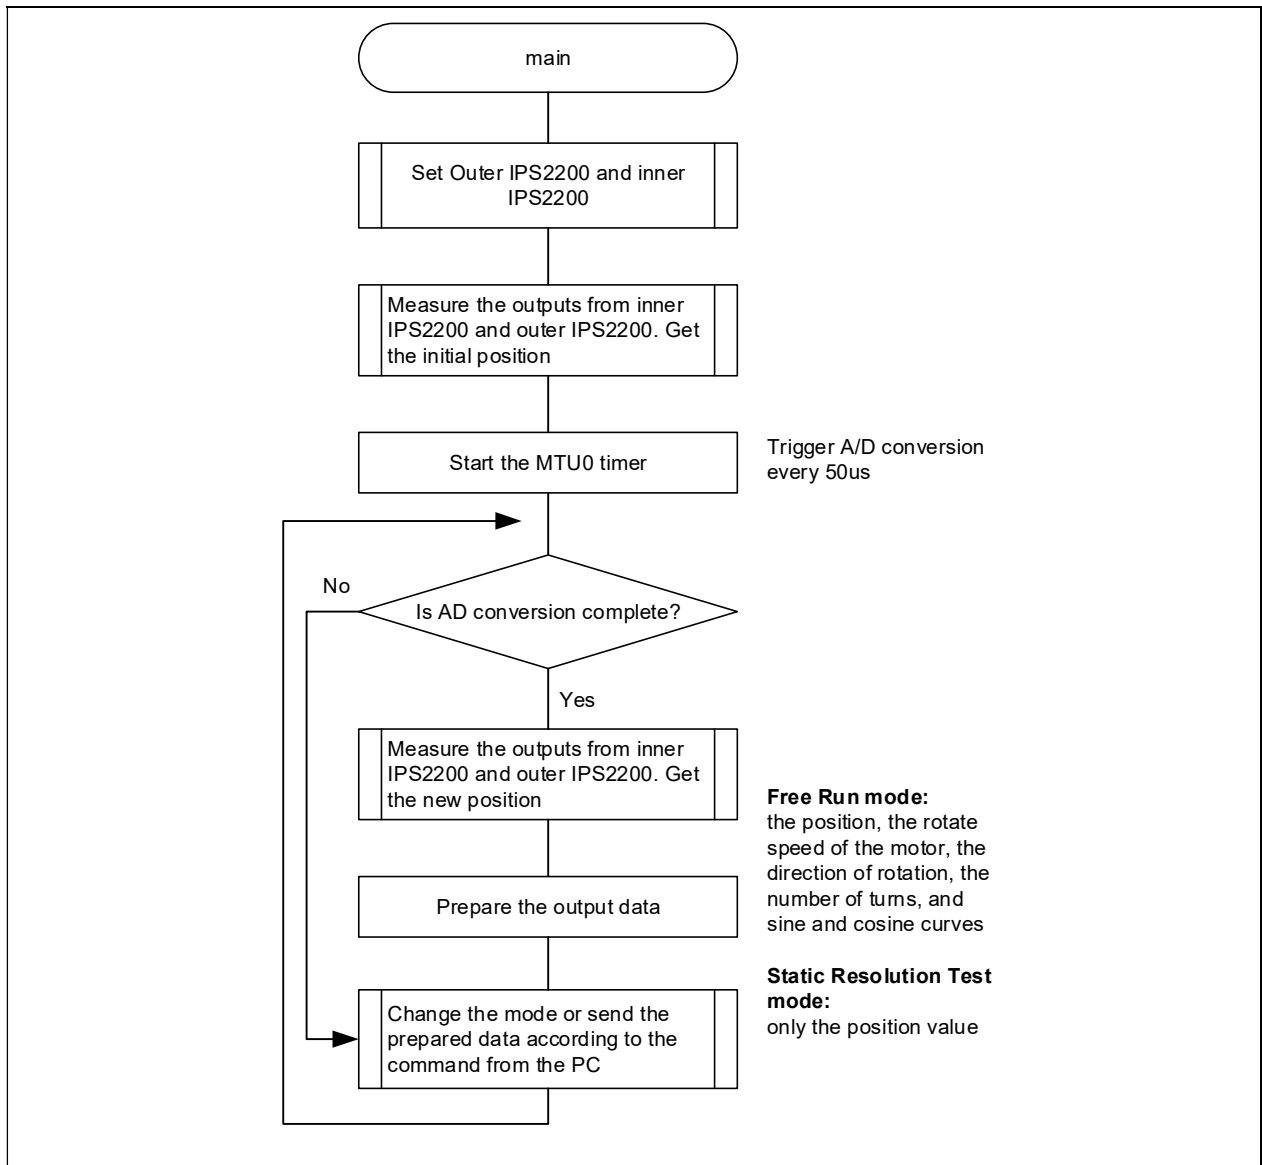 main
Set Outer IPS2200 and inner
IPS2200
Measure the outputs from inner
IPS2200 and outer IPS2200. Get
the initial position
Start the MTU0 timer
Trigger A/D conversion
every 50us
No
Is AD conversion complete?
Yes
Measure the outputs from inner
IPS2200 and outer IPS2200. Get
the new position
Free Run mode:
the position, the rotate
speed of the motor, the
direction of rotation, the
number of turns, and
sine and cosine curves
Prepare the output data
Static Resolution Test
mode:
only the position value
Change the mode or send the
prepared data according to the
command from the PC